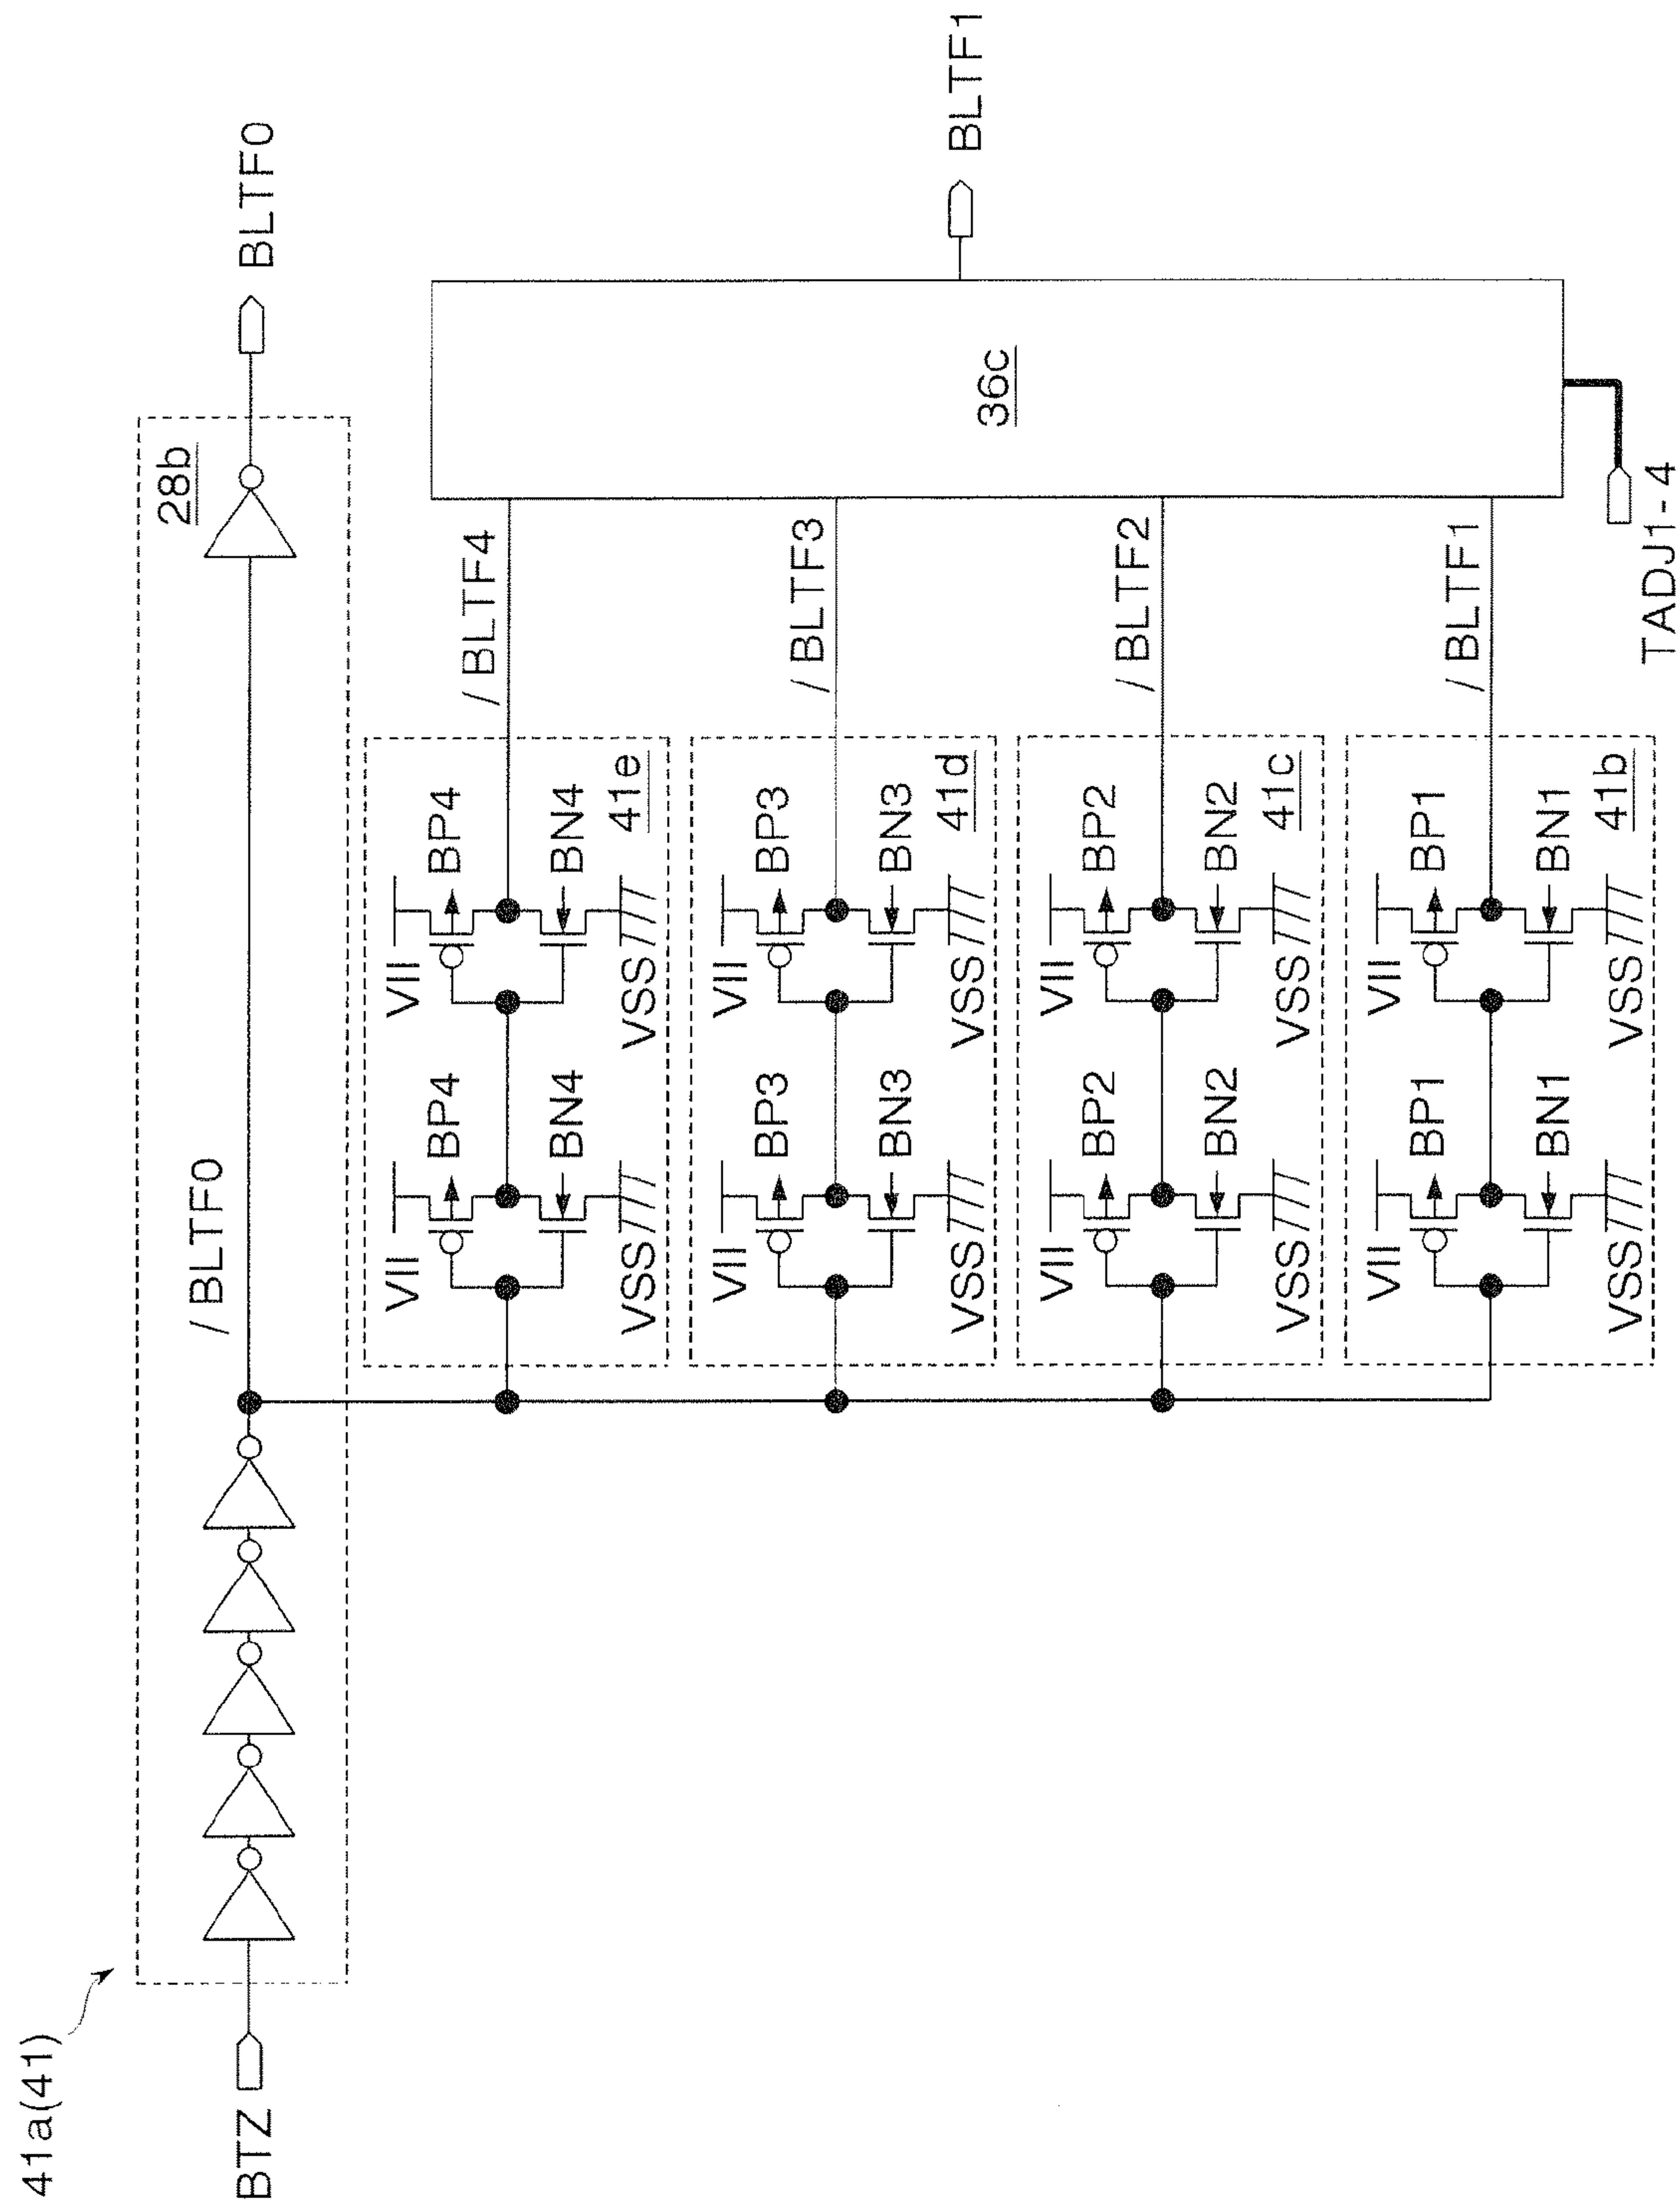 41a(41)
BTZ
/BLTF0
28b
BLTF0
VII
BP4
VII
BP4
BN4
BN4
VSS
VSS
41e
/BLTF4
VII
BP3
VII
BP3
BN3
BN3
VSS
VSS
41d
/BLTF3
VII
BP2
VII
BP2
BN2
BN2
VSS
VSS
41c
/BLTF2
VII
BP1
VII
BP1
BN1
BN1
VSS
VSS
41b
/BLTF1
36c
BLTF1
TADJ1-4